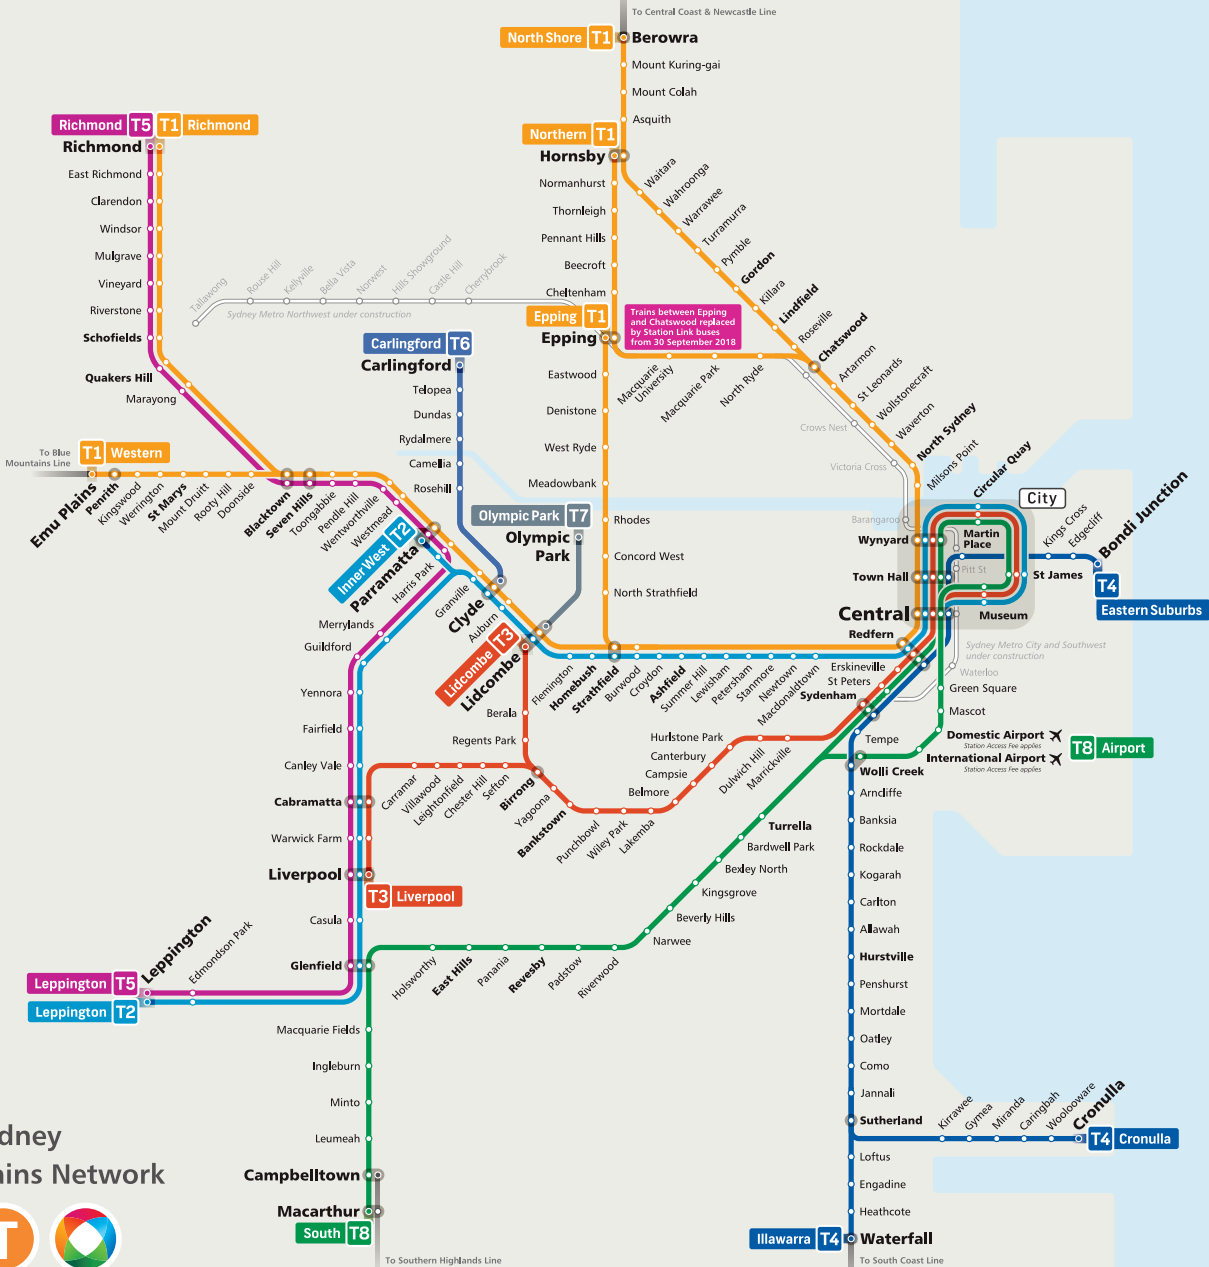 To Central Coast & Newcastle Line
North Shore T1
Berowra
Mount Kuring-gai
Mount Colah
Asquith
Northern T1
Hornsby
Richmond T5
T1 Richmond
Richmond
East Richmond
Clarendon
Windsor
Mulgrave
Vineyard
Riverstone
Schofields
Quakers Hill
Marayong
Normanhurst
Thornleigh
Pennant Hills
Beecroft
Cheltenham
Epping T1
Epping
Waitara
Wahroonga
Warrawee
Turramurra
Pymble
Gordon
Killara
Lindfield
Roseville
Chatswood
Artarmon
St Leonards
Wollstonecraft
Waverton
North Sydney
Milsons Point
Tallawong
Rouse Hill
Kellyville
Bella Vista
Norwest
Hills Showground
Castle Hill
Cherrybrook
Sydney Metro Northwest under construction
Trains between Epping
and Chatswood replaced
by Station Link buses
from 30 September 2018
Macquarie
University
Macquarie Park
North Ryde
Crows Nest
Victoria Cross
Barangaroo
Carlingford T6
Carlingford
Telopea
Dundas
Rydalmere
Camellia
Rosehill
Eastwood
Denistone
West Ryde
Meadowbank
Rhodes
Concord West
North Strathfield
Olympic Park T7
Olympic
Park
To Blue
Mountains Line
T1 Western
Emu Plains
Penrith
Kingswood
Werrington
St Marys
Mount Druitt
Rooty Hill
Doonside
Blacktown
Seven Hills
Toongabbie
Pendle Hill
Wentworthville
Westmead
Inner West T2
Parramatta
Harris Park
Granville
Clyde
Auburn
Lidcombe T3
Lidcombe
Merrylands
Guildford
Yennora
Fairfield
Canley Vale
Cabramatta
Warwick Farm
Liverpool
T3 Liverpool
Casula
Glenfield
Leppington
Edmondson Park
Leppington T5
Leppington T2
Flemington
Homebush
Strathfield
Burwood
Croydon
Ashfield
Summer Hill
Lewisham
Petersham
Stanmore
Newtown
Macdonaldtown
Redfern
Central
Town Hall
Wynyard
Circular Quay
City
Martin
Place
Pitt St
St James
Museum
Kings Cross
Edgecliff
Bondi Junction
T4
Eastern Suburbs
Sydney Metro City and Southwest
under construction
Waterloo
Erskineville
St Peters
Sydenham
Green Square
Mascot
Domestic Airport
Station Access Fee applies
International Airport
Station Access Fee applies
T8 Airport
Tempe
Wolli Creek
Berala
Regents Park
Carramar
Villawood
Leightonfield
Chester Hill
Sefton
Birrong
Yagoona
Bankstown
Punchbowl
Wiley Park
Lakemba
Belmore
Campsie
Canterbury
Hurlstone Park
Dulwich Hill
Marrickville
Turrella
Bardwell Park
Bexley North
Kingsgrove
Beverly Hills
Narwee
Riverwood
Padstow
Revesby
Panania
East Hills
Holsworthy
Arncliffe
Banksia
Rockdale
Kogarah
Carlton
Allawah
Hurstville
Penshurst
Mortdale
Oatley
Como
Jannali
Sutherland
Kirrawee
Gymea
Miranda
Caringbah
Woolooware
Cronulla
T4 Cronulla
Loftus
Engadine
Heathcote
Illawarra T4
Waterfall
To South Coast Line
Macquarie Fields
Ingleburn
Minto
Leumeah
Campbelltown
Macarthur
South T8
To Southern Highlands Line
dney
ains Network
T